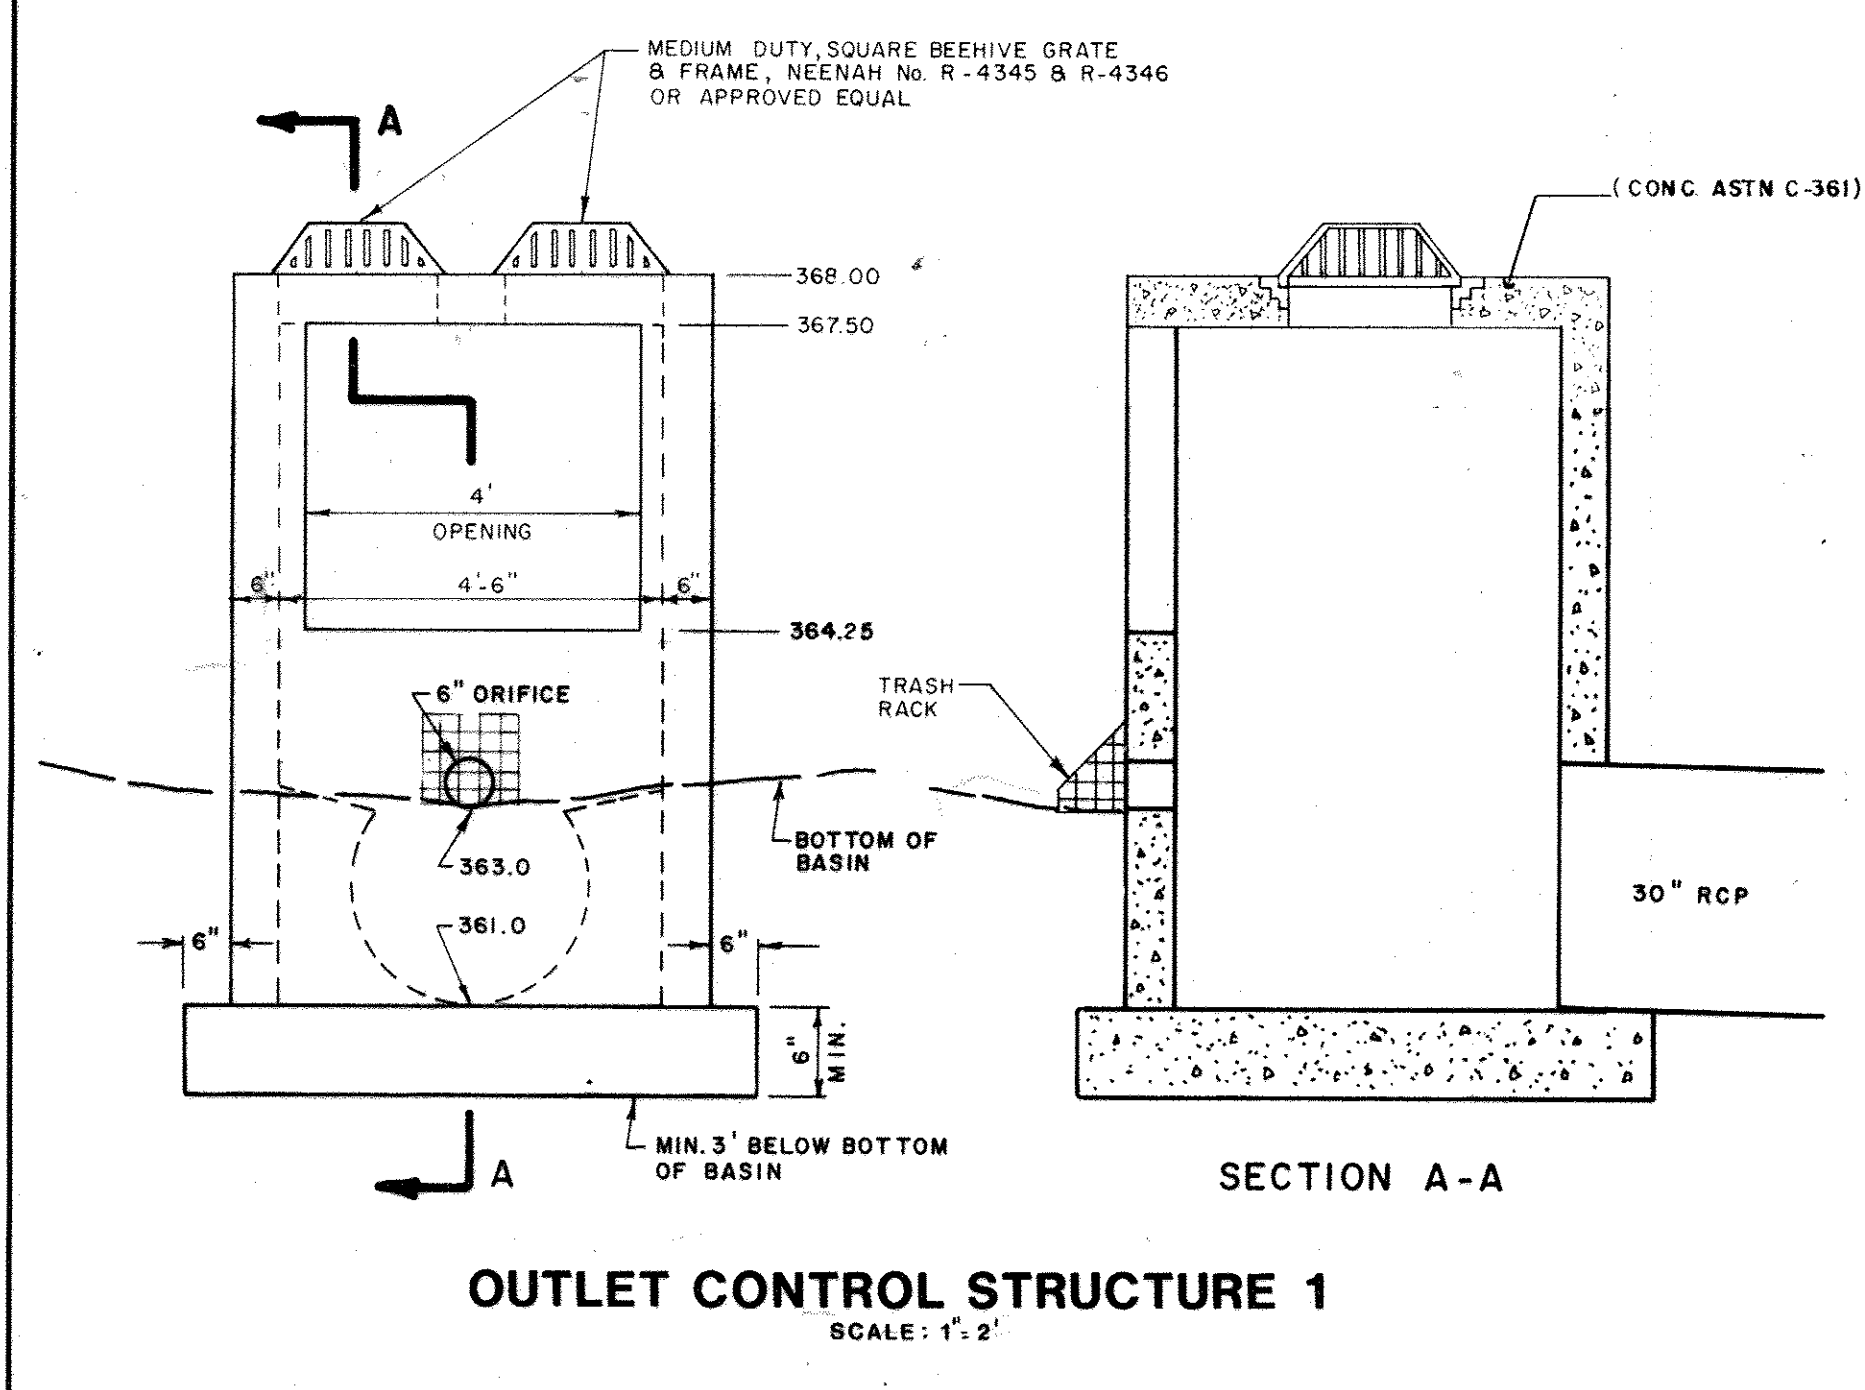 MEDIUM DUTY, SQUARE BEEHIVE GRATE
& FRAME, NEENAH No. R-4345 & R-4346
OR APPROVED EQUAL
A
(CONC. ASTN C-361)
368.00
367.50
4'
OPENING
6"
4'-6"
6"
364.25
6" ORIFICE
TRASH
RACK
BOTTOM OF
BASIN
363.0
361.0
6"
6"
30" RCP
6"
MIN.
MIN. 3' BELOW BOTTOM
OF BASIN
A
SECTION A-A
OUTLET CONTROL STRUCTURE 1
SCALE: 1"= 2'